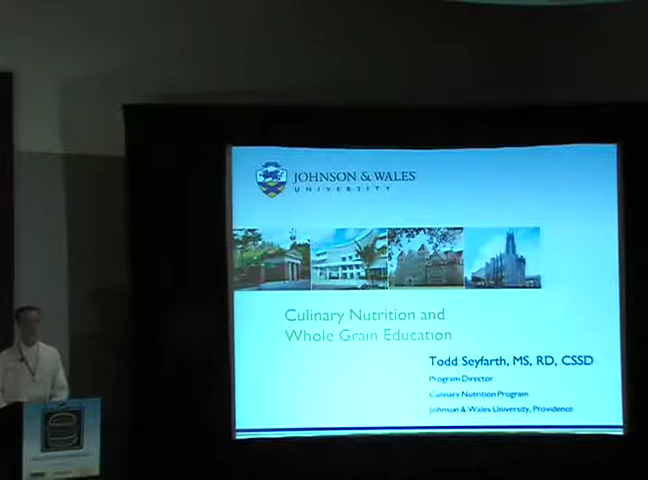 JOHNSON & WALES
UNIVERSITY
Culinary Nutrition and
Whole Grain Education
Todd Seyfarth, MS, RD, CSSD
Program Director
Culinary Nutrition Program
Johnson & Wales University, Providence